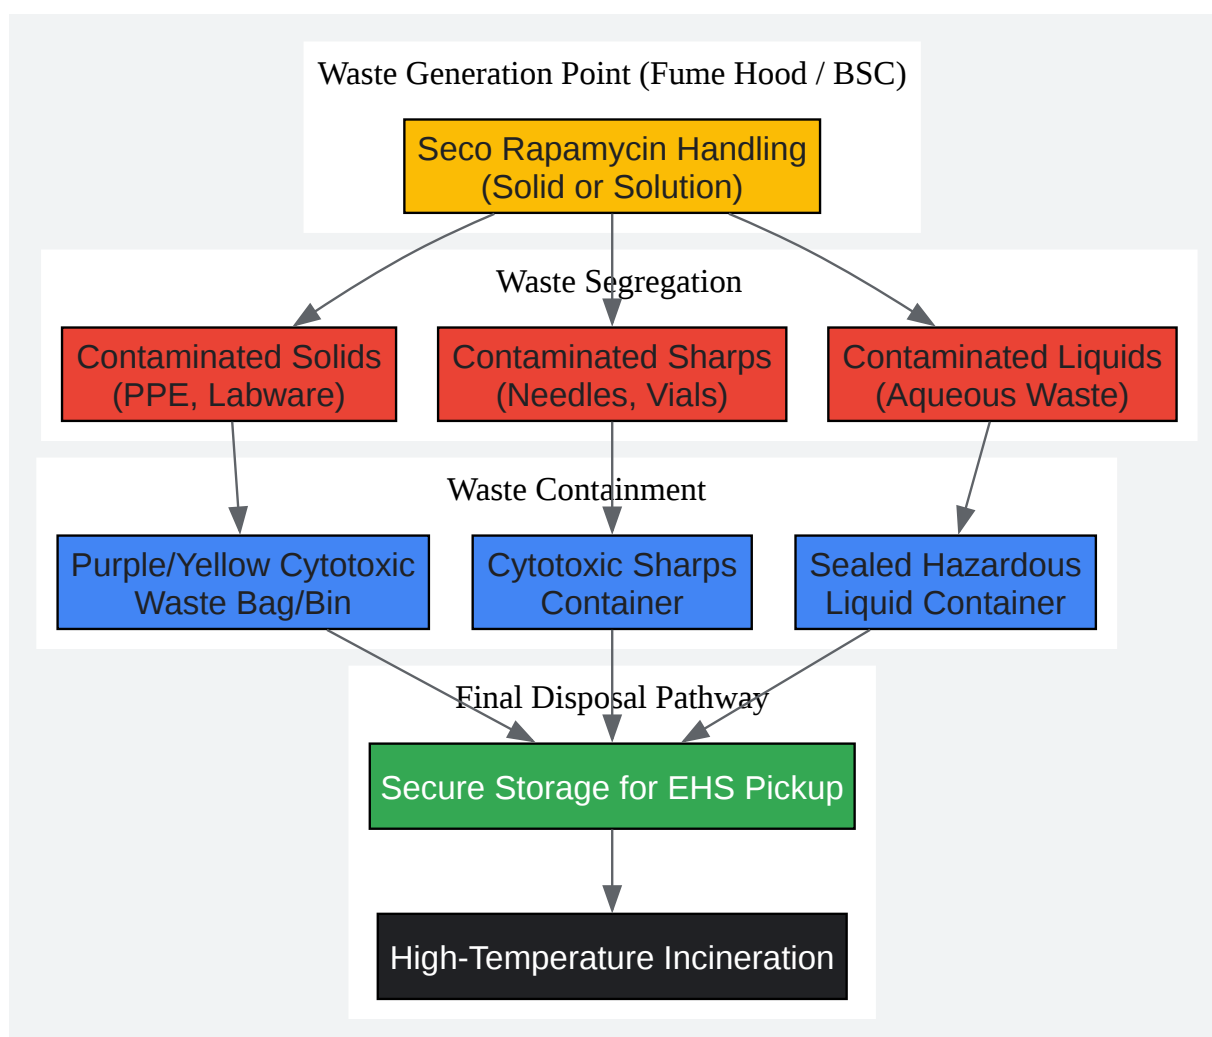 Waste Generation Point (Fume Hood / BSC)
Seco Rapamycin Handling
(Solid or Solution)
Waste Segregation
Contaminated Solids
(PPE, Labware)
Contaminated Sharps
(Needles, Vials)
Contaminated Liquids
(Aqueous Waste)
Waste Containment
Purple/Yellow Cytotoxic
Waste Bag/Bin
Cytotoxic Sharps
Container
Sealed Hazardous
Liquid Container
Final Disposal Pathway
Secure Storage for EHS Pickup
High-Temperature Incineration